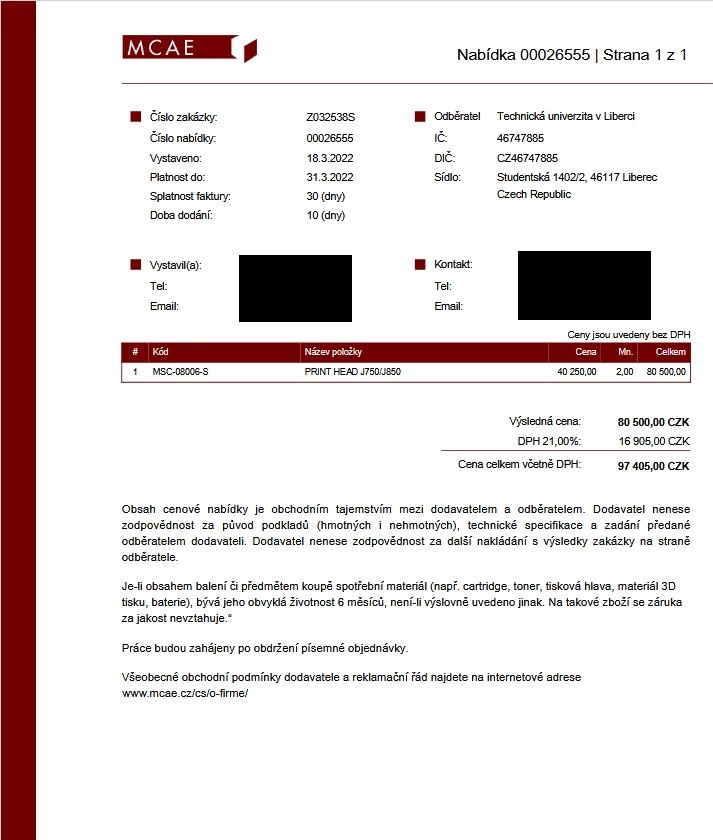 MCAE
Nabídka 00026555 | Strana 1 z 1
Číslo zakázky: Z032538S
Číslo nabídky: 00026555
Vystaveno: 18.3.2022
Platnost do: 31.3.2022
Splatnost faktury: 30 (dny)
Doba dodání: 10 (dny)
Odběratel Technická univerzita v Liberci
IČ: 46747885
DIČ: CZ46747885
Sídlo: Studentská 1402/2, 46117 Liberec
Czech Republic
Vystavil(a):
Tel:
Email:
Kontakt:
Tel:
Email:
Ceny jsou uvedeny bez DPH
# Kód Název položky Cena Mn. Celkem
1 MSC-08006-S PRINT HEAD J750/J850 40 250,00 2,00 80 500,00
Výsledná cena: 80 500,00 CZK
DPH 21,00%: 16 905,00 CZK
Cena celkem včetně DPH: 97 405,00 CZK
Obsah cenové nabídky je obchodním tajemstvím mezi dodavatelem a odběratelem. Dodavatel nenese
zodpovědnost za původ podkladů (hmotných i nehmotných), technické specifikace a zadání předané
odběratelem dodavateli. Dodavatel nenese zodpovědnost za další nakládání s výsledky zakázky na straně
odběratele.
Je-li obsahem balení či předmětem koupě spotřební materiál (např. cartridge, toner, tisková hlava, materiál 3D
tisku, baterie), bývá jeho obvyklá životnost 6 měsíců, není-li výslovně uvedeno jinak. Na takové zboží se záruka
za jakost nevztahuje.“
Práce budou zahájeny po obdržení písemné objednávky.
Všeobecné obchodní podmínky dodavatele a reklamační řád najdete na internetové adrese
www.mcae.cz/cs/o-firme/